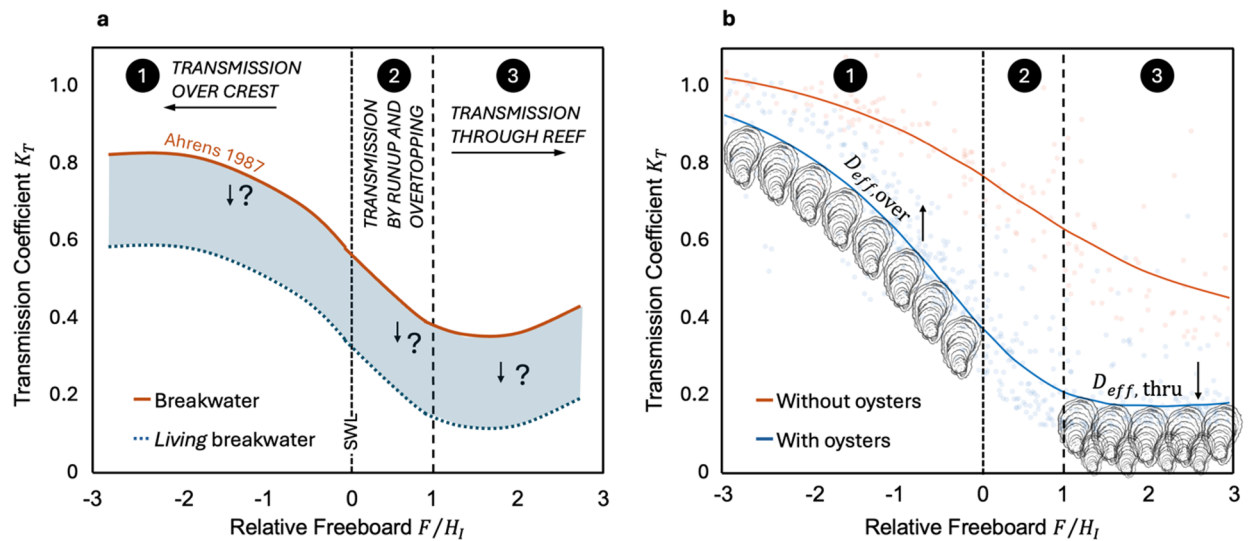 a
Transmission Coefficient K_T
1.0
0.8
0.6
0.4
0.2
0
1
TRANSMISSION
OVER CREST
Ahrens 1987
2
TRANSMISSION
BY RUNUP AND
OVERTOPPING
3
TRANSMISSION
THROUGH REEF
↓?
↓?
↓?
Breakwater
Living breakwater
SWL
-3 -2 -1 0 1 2 3
Relative Freeboard F/H_I
b
Transmission Coefficient K_T
1.0
0.8
0.6
0.4
0.2
0
1
2
3
D_eff,over
D_eff, thru
Without oysters
With oysters
-3 -2 -1 0 1 2 3
Relative Freeboard F/H_I